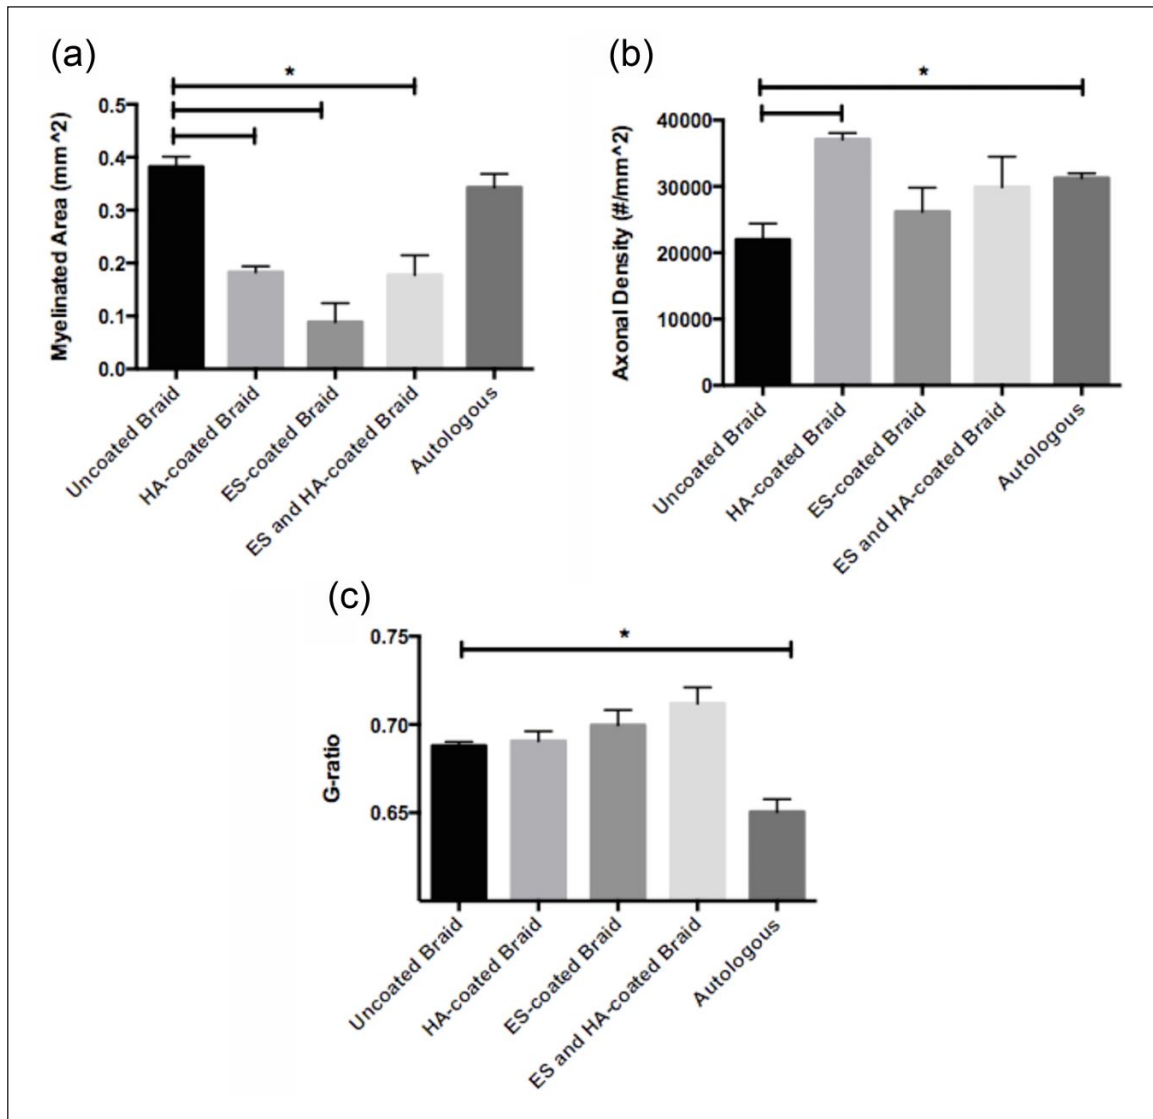 (a)
*
Myelinated Area (mm^2)
0.5
0.4
0.3
0.2
0.1
0.0
Uncoated Braid
HA-coated Braid
ES-coated Braid
ES and HA-coated Braid
Autologous
(b)
*
Axonal Density (#/mm^2)
40000
30000
20000
10000
0
Uncoated Braid
HA-coated Braid
ES-coated Braid
ES and HA-coated Braid
Autologous
(c)
*
G-ratio
0.75
0.70
0.65
Uncoated Braid
HA-coated Braid
ES-coated Braid
ES and HA-coated Braid
Autologous